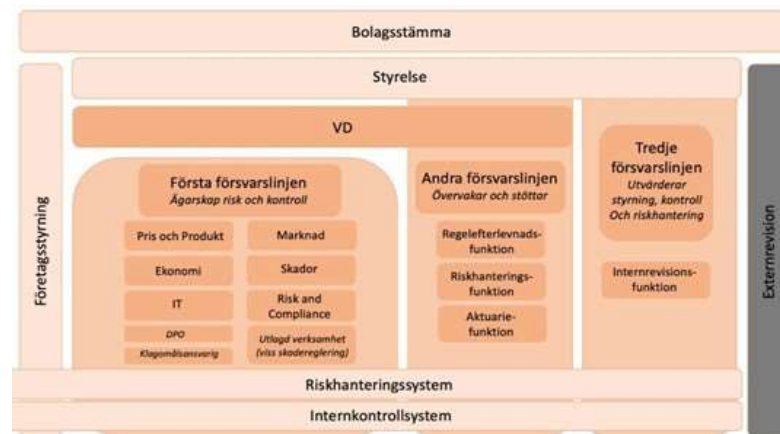 Bolagsstämma
Styrelse
VD
Företagsstyrning
Första försvarslinjen
Ägarskap risk och kontroll
Pris och Produkt
Marknad
Ekonomi
Skador
IT
Risk and
Compliance
DPO
Klagomålsansvarig
Utlagd verksamhet
(viss skadereglering)
Andra försvarslinjen
Övervakar och stöttar
Regelefterlevnads-
funktion
Riskhanterings-
funktion
Aktuarie-
funktion
Tredje
försvarslinjen
Utvärderar
styrning, kontroll
Och riskhantering
Internrevisions-
funktion
Externrevision
Riskhanteringssystem
Internkontrollsystem